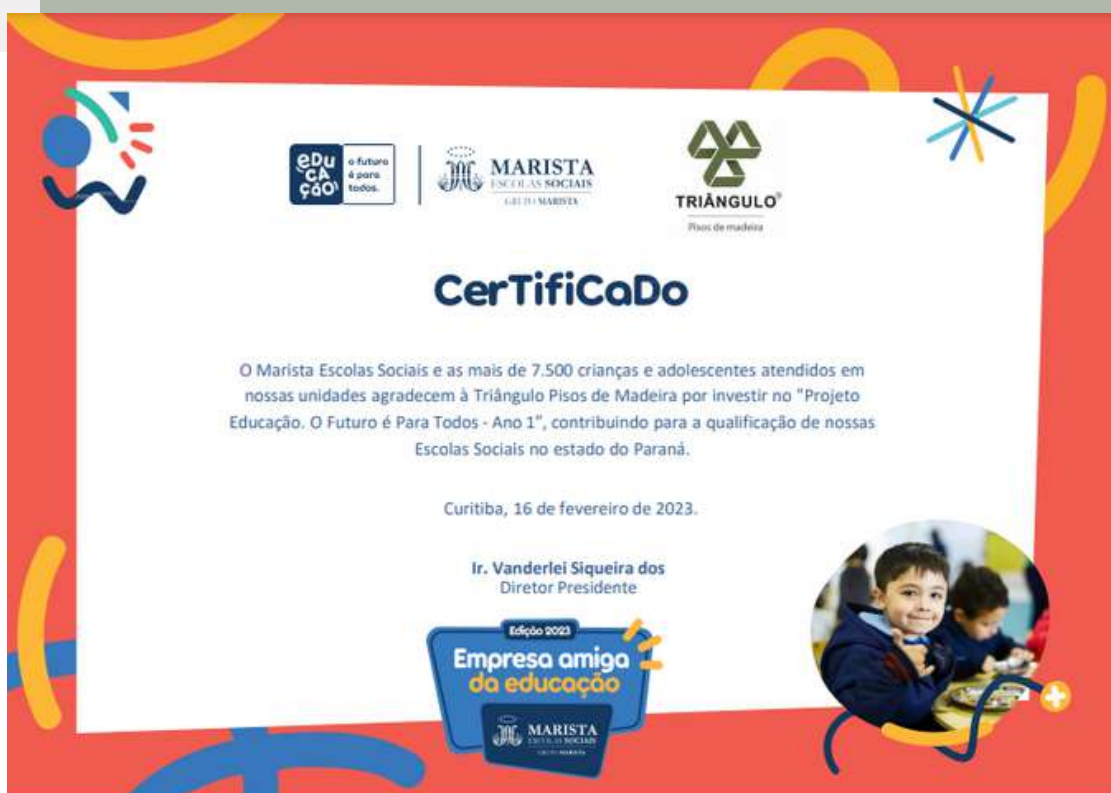 eDu
CA
ção
o futuro
é para
todos.
MARISTA
ESCOLAS SOCIAIS
GRUPO MARISTA
TRIÂNGULO®
Pisos de madeira
CerTifiCaDo
O Marista Escolas Sociais e as mais de 7.500 crianças e adolescentes atendidos em
nossas unidades agradecem à Triângulo Pisos de Madeira por investir no "Projeto
Educação. O Futuro é Para Todos - Ano 1", contribuindo para a qualificação de nossas
Escolas Sociais no estado do Paraná.
Curitiba, 16 de fevereiro de 2023.
Ir. Vanderlei Siqueira dos
Diretor Presidente
Edição 2023
Empresa amiga
da educação
MARISTA
ESCOLAS SOCIAIS
GRUPO MARISTA